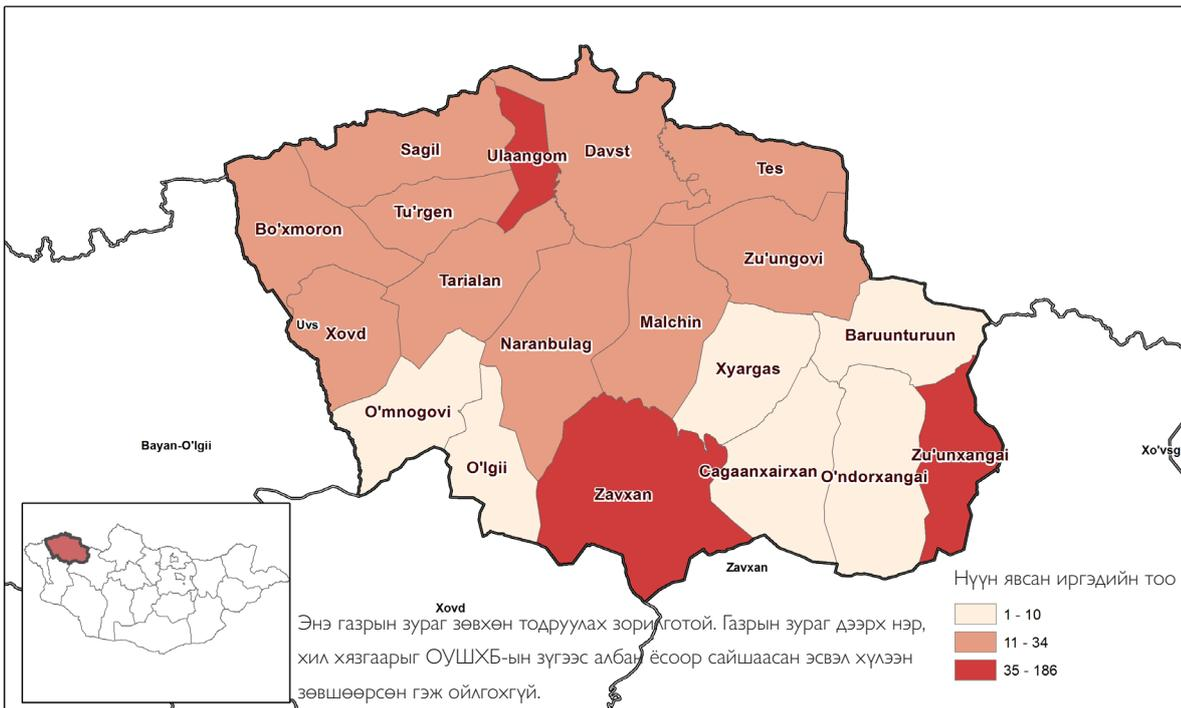 Sagil
Ulaangom
Davst
Tes
Tu'rgen
Bo'xmoron
Zu'ungovi
Tarialan
Uvs
Xovd
Malchin
Baruunturuun
Naranbulag
Xyargas
O'mnogovi
Bayan-O'lgii
Xo'vsg
O'lgii
Zu'unxangai
Cagaanxairxan
O'ndorxangai
Zavxan
Zavxan
Xovd
Нүүн явсан иргэдийн тоо
1 - 10
11 - 34
35 - 186
Энэ газрын зураг зөвхөн тодруулах зорилготой. Газрын зураг дээрх нэр,
хил хязгаарыг ОУШХБ-ын зүгээс албан ёсоор сайшаасан эсвэл хүлээн
зөвшөөрсөн гэж ойлгохгүй.